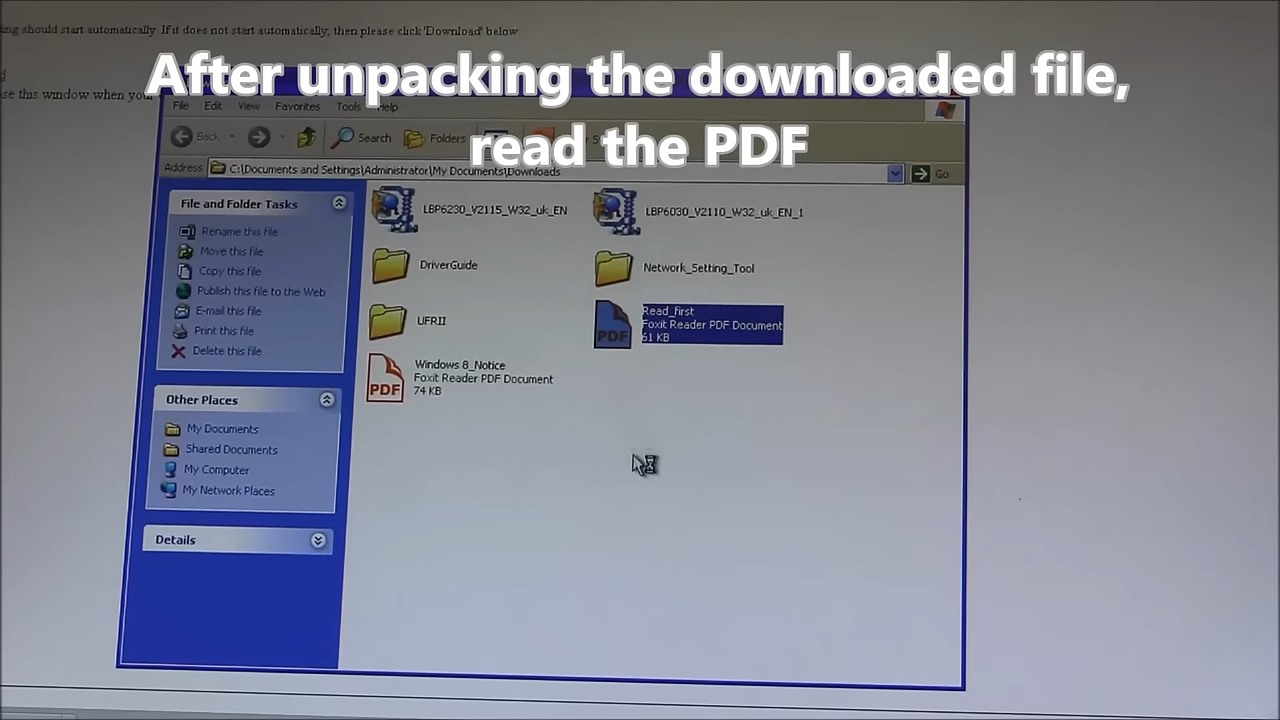 ing should start automatically. If it does not start automatically, then please click 'Download' below
After unpacking the downloaded file,
read the PDF
se this window when you
File Edit View Favorites Tools Help
Back Search Folders
Address C:\Documents and Settings\Administrator\My Documents\Downloads Go
File and Folder Tasks
Rename this file
Move this file
Copy this file
Publish this file to the Web
E-mail this file
Print this file
Delete this file
Other Places
My Documents
Shared Documents
My Computer
My Network Places
Details
LBP6230_V2115_W32_uk_EN
LBP6030_V2110_W32_uk_EN_1
DriverGuide
Network_Setting_Tool
UFRII
PDF
Read_first
Foxit Reader PDF Document
61 KB
PDF
Windows 8_Notice
Foxit Reader PDF Document
74 KB